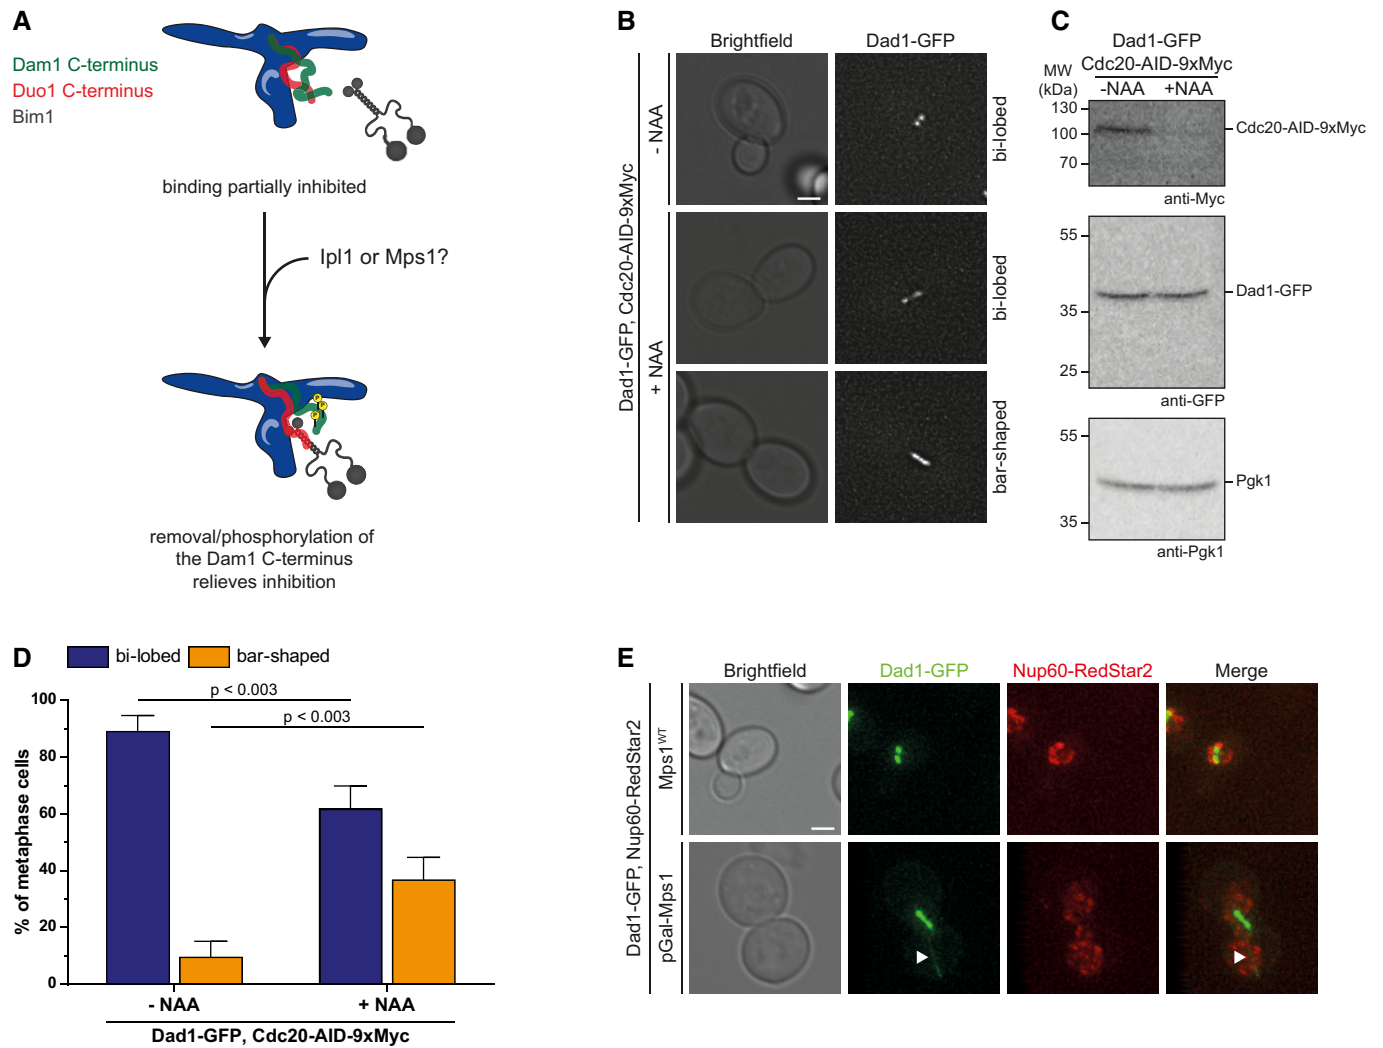 A
Dam1 C-terminus
Duo1 C-terminus
Bim1
binding partially inhibited
Ipl1 or Mps1?
P
P
P
removal/phosphorylation of
the Dam1 C-terminus
relieves inhibition
B
Brightfield
Dad1-GFP
Dad1-GFP, Cdc20-AID-9xMyc
- NAA
+ NAA
bi-lobed
bi-lobed
bar-shaped
C
Dad1-GFP
Cdc20-AID-9xMyc
MW
(kDa)
-NAA
+NAA
130
100
70
Cdc20-AID-9xMyc
anti-Myc
55
35
25
Dad1-GFP
anti-GFP
55
35
Pgk1
anti-Pgk1
D
bi-lobed
bar-shaped
p < 0.003
p < 0.003
% of metaphase cells
100
80
60
40
20
0
- NAA
+ NAA
Dad1-GFP, Cdc20-AID-9xMyc
E
Brightfield
Dad1-GFP
Nup60-RedStar2
Merge
Dad1-GFP, Nup60-RedStar2
Mps1WT
pGal-Mps1